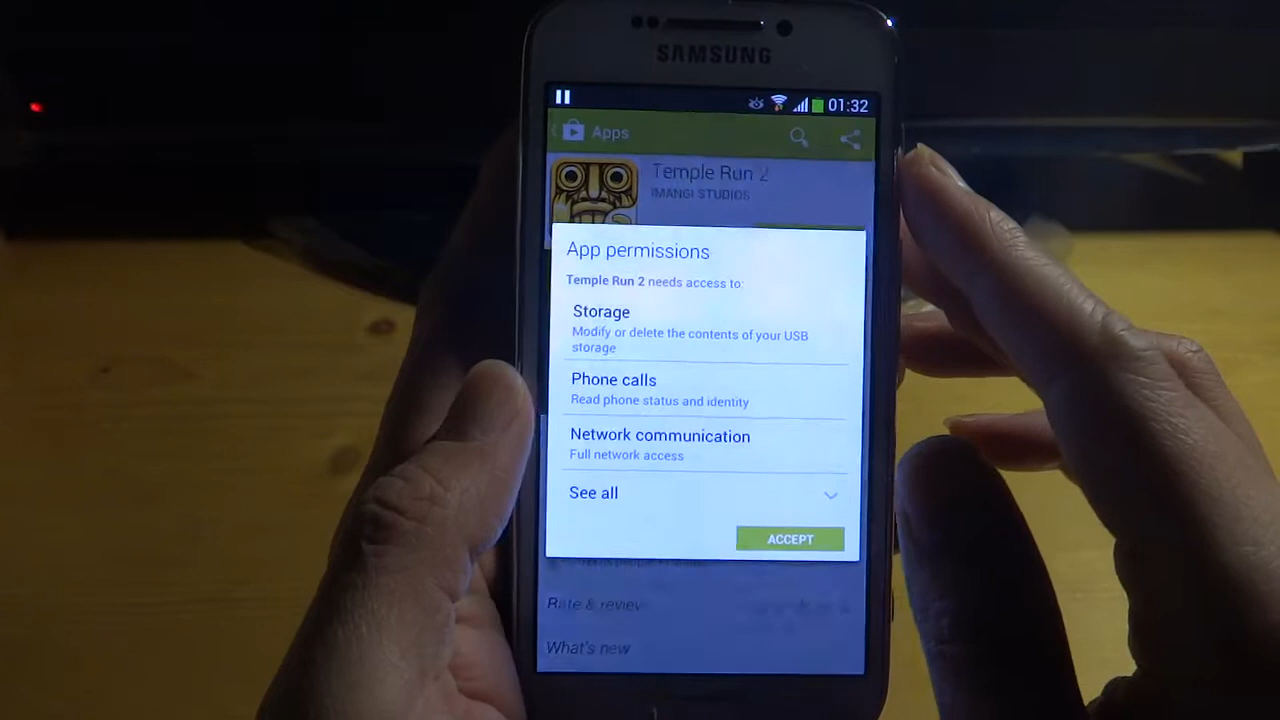 SAMSUNG
01:32
Apps
Temple Run 2
IMANGI STUDIOS
App permissions
Temple Run 2 needs access to:
Storage
Modify or delete the contents of your USB
storage
Phone calls
Read phone status and identity
Network communication
Full network access
See all
ACCEPT
Rate & review
What's new